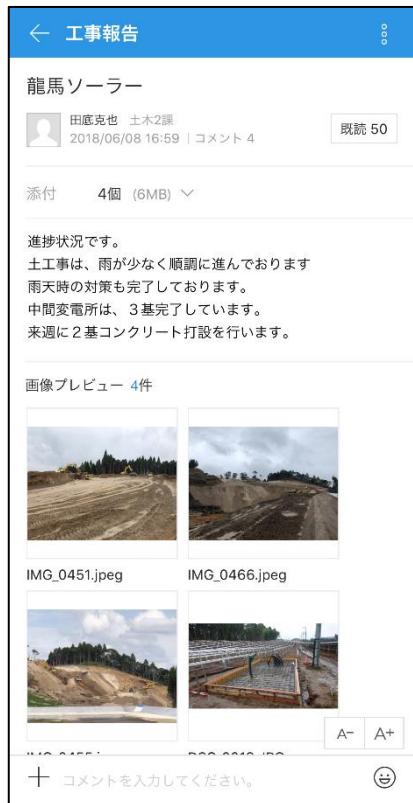 工事報告
龍馬ソーラー
田底克也 土木2課
2018/06/08 16:59 | コメント 4
既読 50
添付 4個 (6MB)
進捗状況です。
土工事は、雨が少なく順調に進んでおります
雨天時の対策も完了しております。
中間変電所は、３基完了しています。
来週に２基コンクリート打設を行います。
画像プレビュー 4件
IMG_0451.jpeg
IMG_0466.jpeg
A- A+
コメントを入力してください。